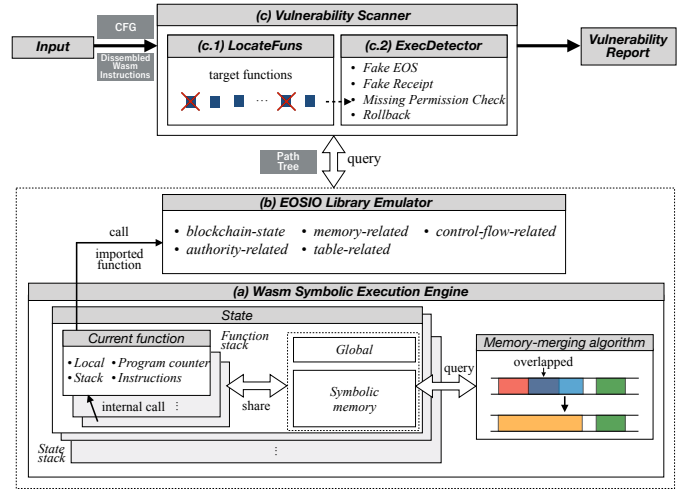 (c) Vulnerability Scanner
CFG
Input
Dissembled
Wasm
Instructions
(c.1) LocateFuns
target functions
...
(c.2) ExecDetector
• Fake EOS
• Fake Receipt
• Missing Permission Check
• Rollback
Vulnerability
Report
Path
Tree
query
(b) EOSIO Library Emulator
• blockchain-state • memory-related • control-flow-related
• authority-related • table-related
call
imported
function
(a) Wasm Symbolic Execution Engine
State
Current function
• Local • Program counter
• Stack • Instructions
internal call ⋮
Function
stack
share
Global
Symbolic
memory
query
Memory-merging algorithm
overlapped
State
stack
⋮